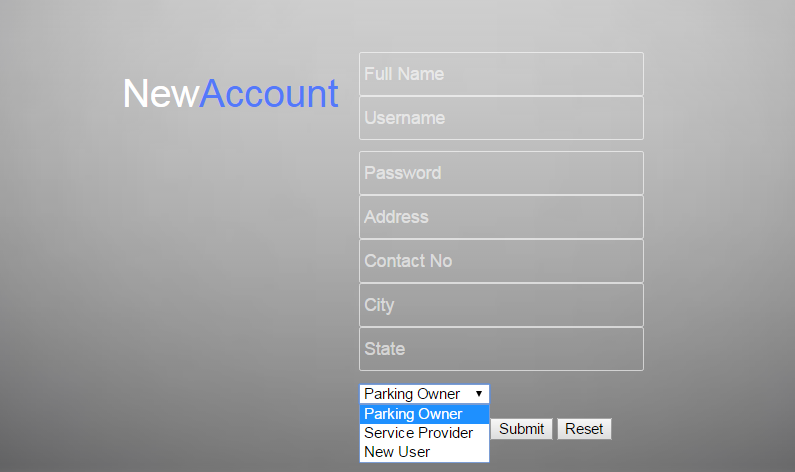 NewAccount
Full Name
Username
Password
Address
Contact No
City
State
Parking Owner
Parking Owner
Service Provider
New User
Submit Reset